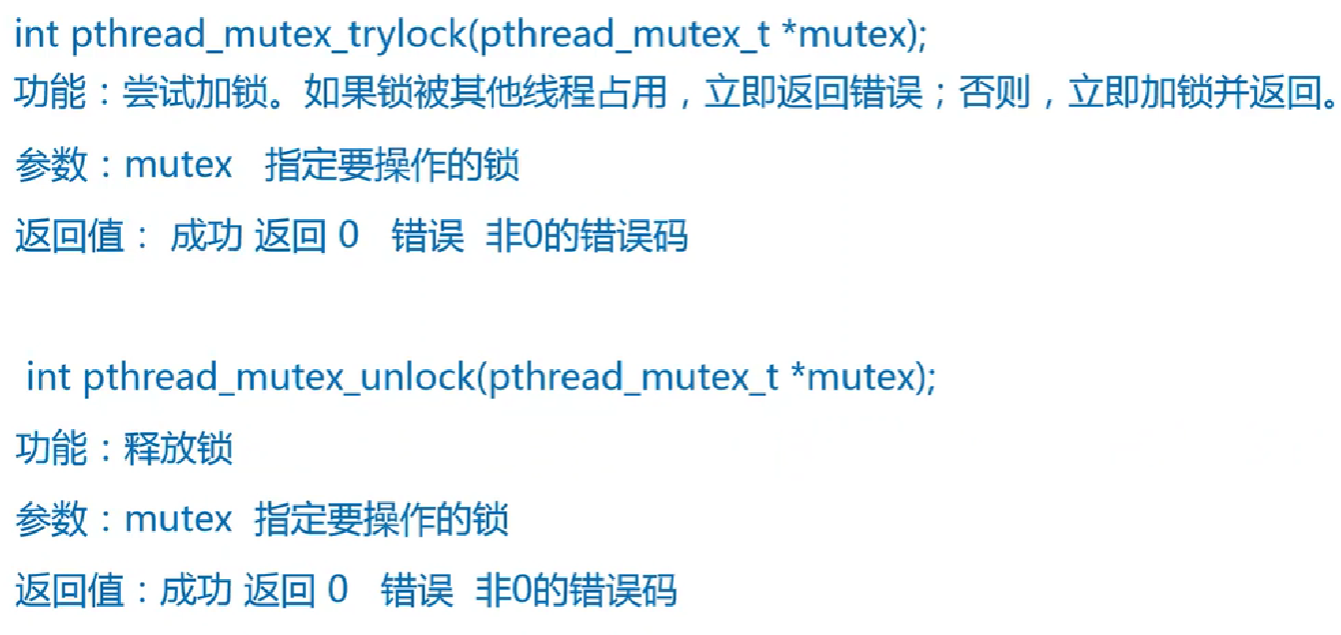 int pthread_mutex_trylock(pthread_mutex_t *mutex);
功能：尝试加锁。如果锁被其他线程占用，立即返回错误；否则，立即加锁并返回。
参数：mutex 指定要操作的锁
返回值： 成功 返回 0 错误 非0的错误码
int pthread_mutex_unlock(pthread_mutex_t *mutex);
功能：释放锁
参数：mutex 指定要操作的锁
返回值：成功 返回 0 错误 非0的错误码